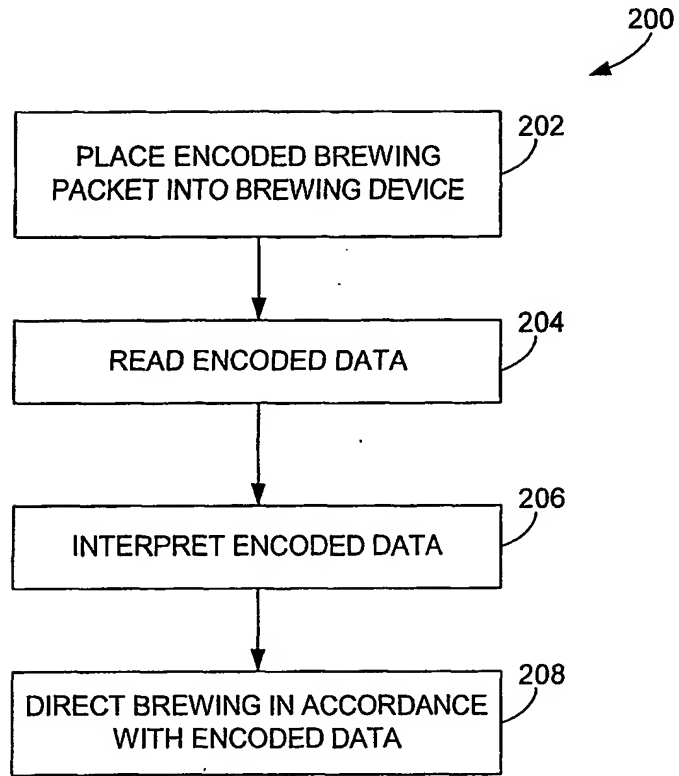 200
202
PLACE ENCODED BREWING
PACKET INTO BREWING DEVICE
204
READ ENCODED DATA
206
INTERPRET ENCODED DATA
208
DIRECT BREWING IN ACCORDANCE
WITH ENCODED DATA